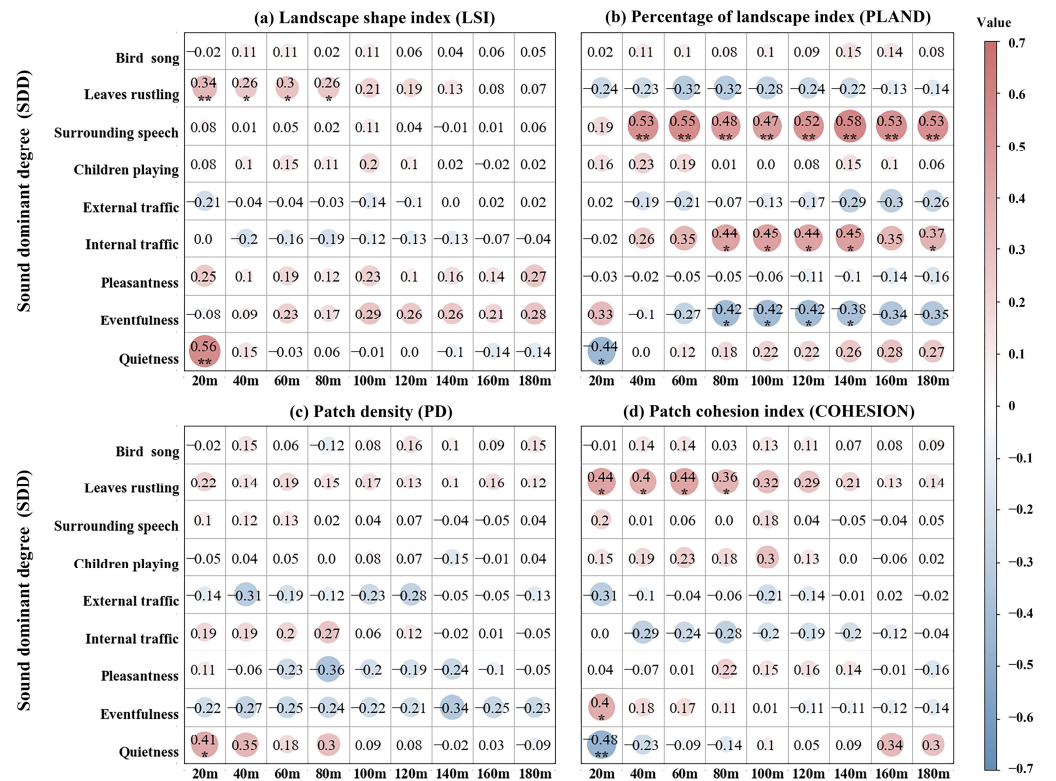 (a) Landscape shape index (LSI)
(b) Percentage of landscape index (PLAND)
Value
Sound dominant degree (SDD)
Bird song −0.02 0.11 0.11 0.02 0.11 0.06 0.04 0.06 0.05
Leaves rustling 0.34 0.26 0.3 0.26 0.21 0.19 0.13 0.08 0.07
** * * *
Surrounding speech 0.08 0.01 0.05 0.02 0.11 0.04 −0.01 0.01 0.06
Children playing 0.08 0.1 0.15 0.11 0.2 0.1 0.02 −0.02 0.02
External traffic −0.21 −0.04 −0.04 −0.03 −0.14 −0.1 0.0 0.02 0.02
Internal traffic 0.0 −0.2 −0.16 −0.19 −0.12 −0.13 −0.13 −0.07 −0.04
Pleasantness 0.25 0.1 0.19 0.12 0.23 0.1 0.16 0.14 0.27
Eventfulness −0.08 0.09 0.23 0.17 0.29 0.26 0.26 0.21 0.28
Quietness 0.56 0.15 −0.03 0.06 −0.01 0.0 −0.1 −0.14 −0.14
**
20m 40m 60m 80m 100m 120m 140m 160m 180m
0.02 0.11 0.1 0.08 0.1 0.09 0.15 0.14 0.08
−0.24 −0.23 −0.32 −0.32 −0.28 −0.24 −0.22 −0.13 −0.14
0.19 0.53 0.55 0.48 0.47 0.52 0.58 0.53 0.53
** ** ** ** ** ** ** **
0.16 0.23 0.19 0.01 0.0 0.08 0.15 0.1 0.06
0.02 −0.19 −0.21 −0.07 −0.13 −0.17 −0.29 −0.3 −0.26
−0.02 0.26 0.35 0.44 0.45 0.44 0.45 0.35 0.37
* * * * *
−0.03 −0.02 −0.05 −0.05 −0.06 −0.11 −0.1 −0.14 −0.16
0.33 −0.1 −0.27 −0.42 −0.42 −0.42 −0.38 −0.34 −0.35
* * * *
−0.44 0.0 0.12 0.18 0.22 0.22 0.26 0.28 0.27
*
20m 40m 60m 80m 100m 120m 140m 160m 180m
(c) Patch density (PD)
(d) Patch cohesion index (COHESION)
Sound dominant degree (SDD)
Bird song −0.02 0.15 0.06 −0.12 0.08 0.16 0.1 0.09 0.15
Leaves rustling 0.22 0.14 0.19 0.15 0.17 0.13 0.1 0.16 0.12
Surrounding speech 0.1 0.12 0.13 0.02 0.04 0.07 −0.04 −0.05 0.04
Children playing −0.05 0.04 0.05 0.0 0.08 0.07 −0.15 −0.01 0.04
External traffic −0.14 −0.31 −0.19 −0.12 −0.23 −0.28 −0.05 −0.05 −0.13
Internal traffic 0.19 0.19 0.2 0.27 0.06 0.12 −0.02 0.01 −0.05
Pleasantness 0.11 −0.06 −0.23 −0.36 −0.2 −0.19 −0.24 −0.1 −0.05
Eventfulness −0.22 −0.27 −0.25 −0.24 −0.22 −0.21 −0.34 −0.25 −0.23
Quietness 0.41 0.35 0.18 0.3 0.09 0.08 −0.02 0.03 −0.09
*
20m 40m 60m 80m 100m 120m 140m 160m 180m
−0.01 0.14 0.14 0.03 0.13 0.11 0.07 0.08 0.09
0.44 0.4 0.44 0.36 0.32 0.29 0.21 0.13 0.14
* * * *
0.2 0.01 0.06 0.0 0.18 0.04 −0.05 −0.04 0.05
0.15 0.19 0.23 0.18 0.3 0.13 0.0 −0.06 0.02
−0.31 −0.1 −0.04 −0.06 −0.21 −0.14 −0.01 0.02 −0.02
0.0 −0.29 −0.24 −0.28 −0.2 −0.19 −0.2 −0.12 −0.04
0.04 −0.07 0.01 0.22 0.15 0.16 0.14 −0.01 −0.16
0.4 0.18 0.17 0.11 0.01 −0.11 −0.11 −0.12 −0.14
*
−0.48 −0.23 −0.09 −0.14 0.1 0.05 0.09 0.34 0.3
**
20m 40m 60m 80m 100m 120m 140m 160m 180m
0.7
0.6
0.5
0.4
0.3
0.2
0.1
0
−0.1
−0.2
−0.3
−0.4
−0.5
−0.6
−0.7